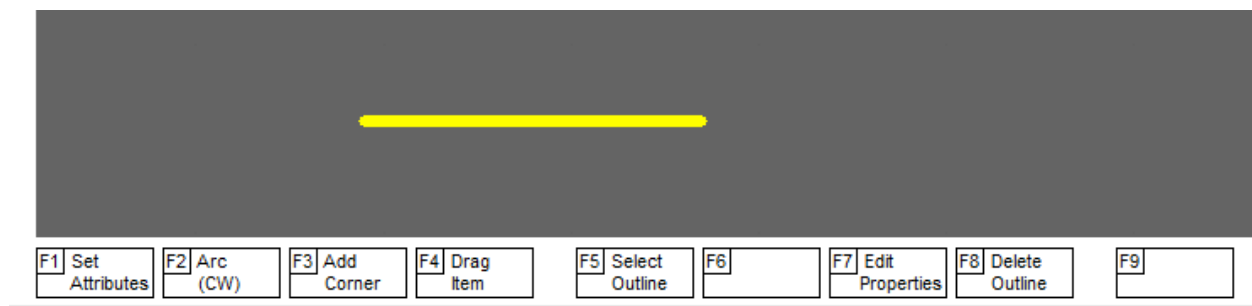 F1 Set
Attributes
F2 Arc
(CW)
F3 Add
Corner
F4 Drag
Item
F5 Select
Outline
F6
F7 Edit
Properties
F8 Delete
Outline
F9